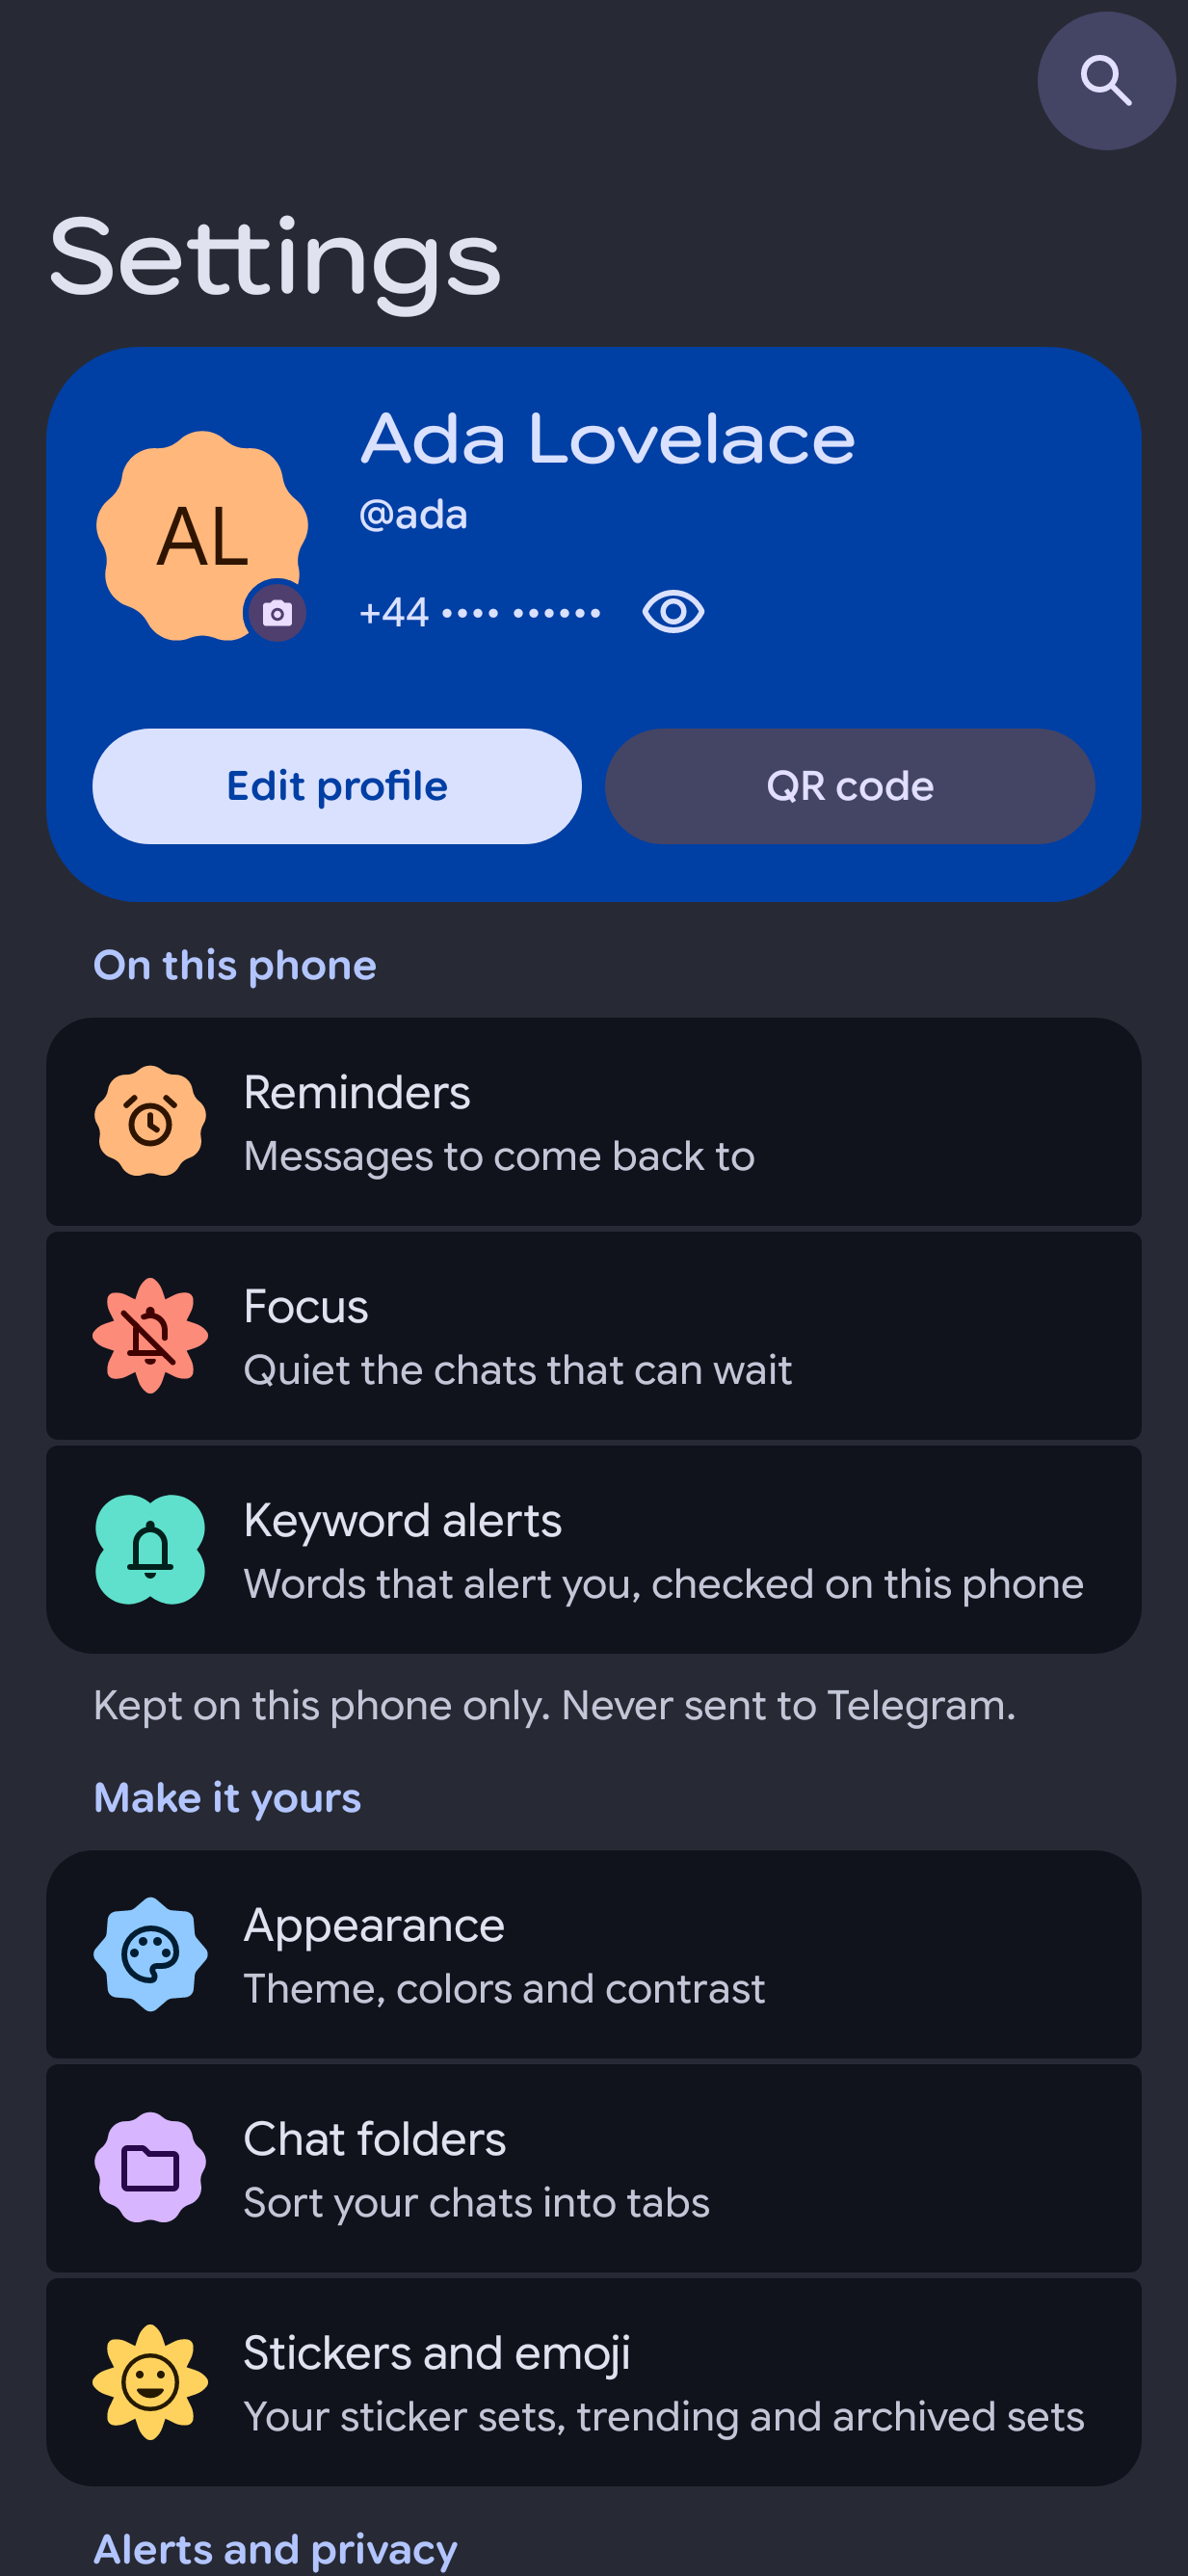 Settings
AL
Ada Lovelace
@ada
+44 •••• ••••••
Edit profile
QR code
On this phone
Reminders
Messages to come back to
Focus
Quiet the chats that can wait
Keyword alerts
Words that alert you, checked on this phone
Kept on this phone only. Never sent to Telegram.
Make it yours
Appearance
Theme, colors and contrast
Chat folders
Sort your chats into tabs
Stickers and emoji
Your sticker sets, trending and archived sets
Alerts and privacy